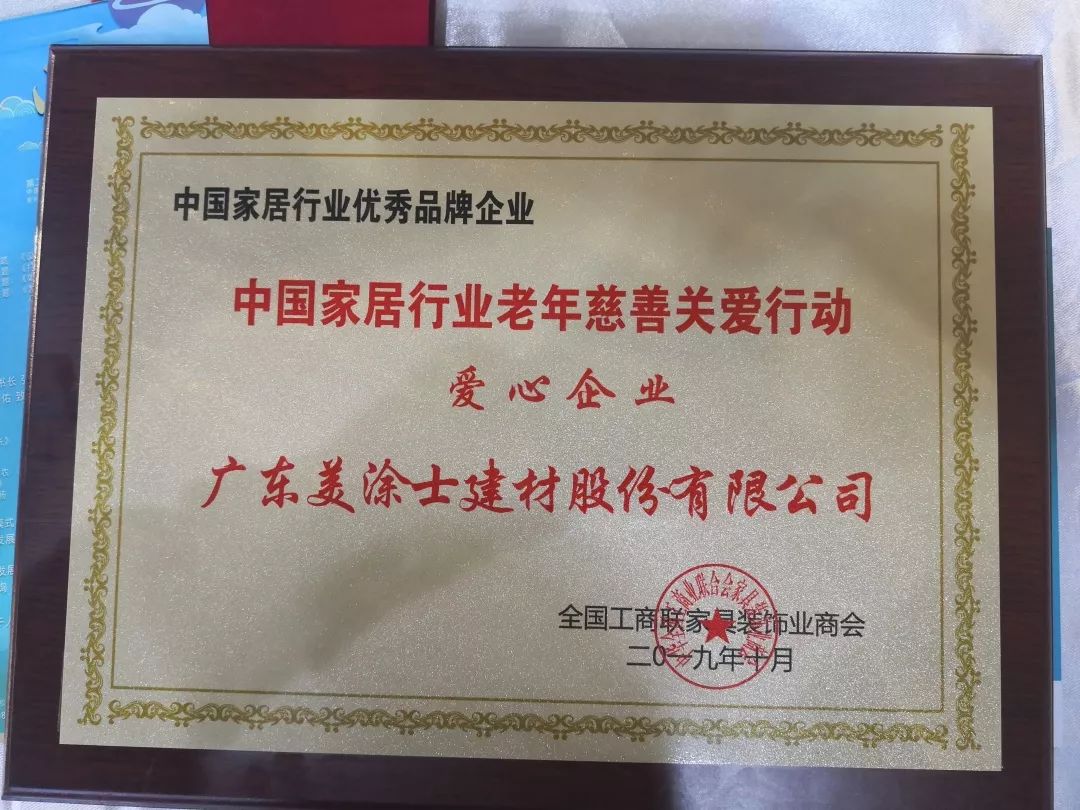 中国家居行业优秀品牌企业
中国家居行业老年慈善关爱行动
爱心企业
广东美涂士建材股份有限公司
全国工商联家具装饰业商会
二0一九年十月